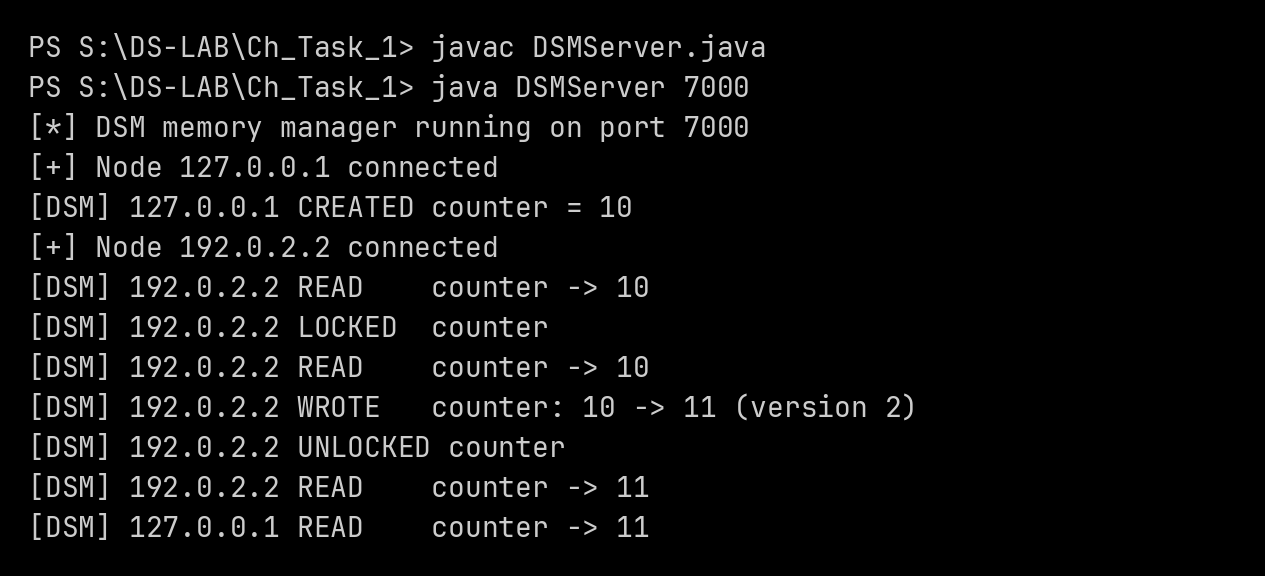 PS S:\DS-LAB\Ch_Task_1> javac DSMServer.java
PS S:\DS-LAB\Ch_Task_1> java DSMServer 7000
[*] DSM memory manager running on port 7000
[+] Node 127.0.0.1 connected
[DSM] 127.0.0.1 CREATED counter = 10
[+] Node 192.0.2.2 connected
[DSM] 192.0.2.2 READ    counter -> 10
[DSM] 192.0.2.2 LOCKED  counter
[DSM] 192.0.2.2 READ    counter -> 10
[DSM] 192.0.2.2 WROTE   counter: 10 -> 11 (version 2)
[DSM] 192.0.2.2 UNLOCKED counter
[DSM] 192.0.2.2 READ    counter -> 11
[DSM] 127.0.0.1 READ    counter -> 11